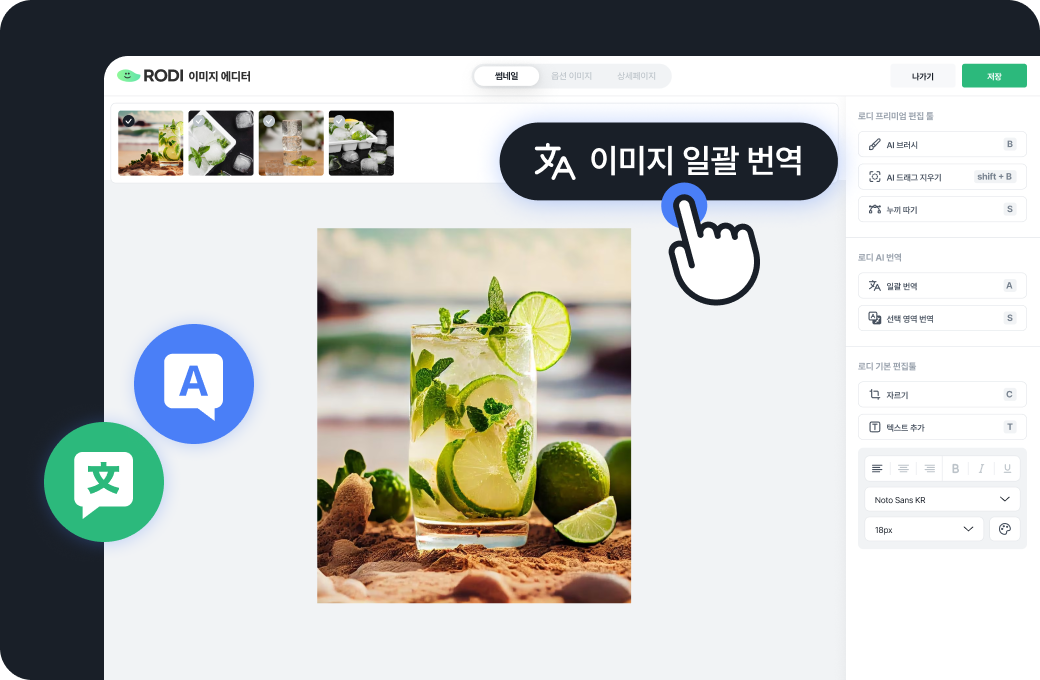 RODI 이미지 에디터
썸네일
옵션 이미지
상세페이지
나가기
저장
이미지 일괄 번역
로디 프리미엄 편집 툴
AI 브러시
B
AI 드래그 지우기
shift + B
누끼 따기
S
로디 AI 번역
일괄 번역
A
선택 영역 번역
S
로디 기본 편집툴
자르기
C
텍스트 추가
T
B
I
U
Noto Sans KR
18px
A
文